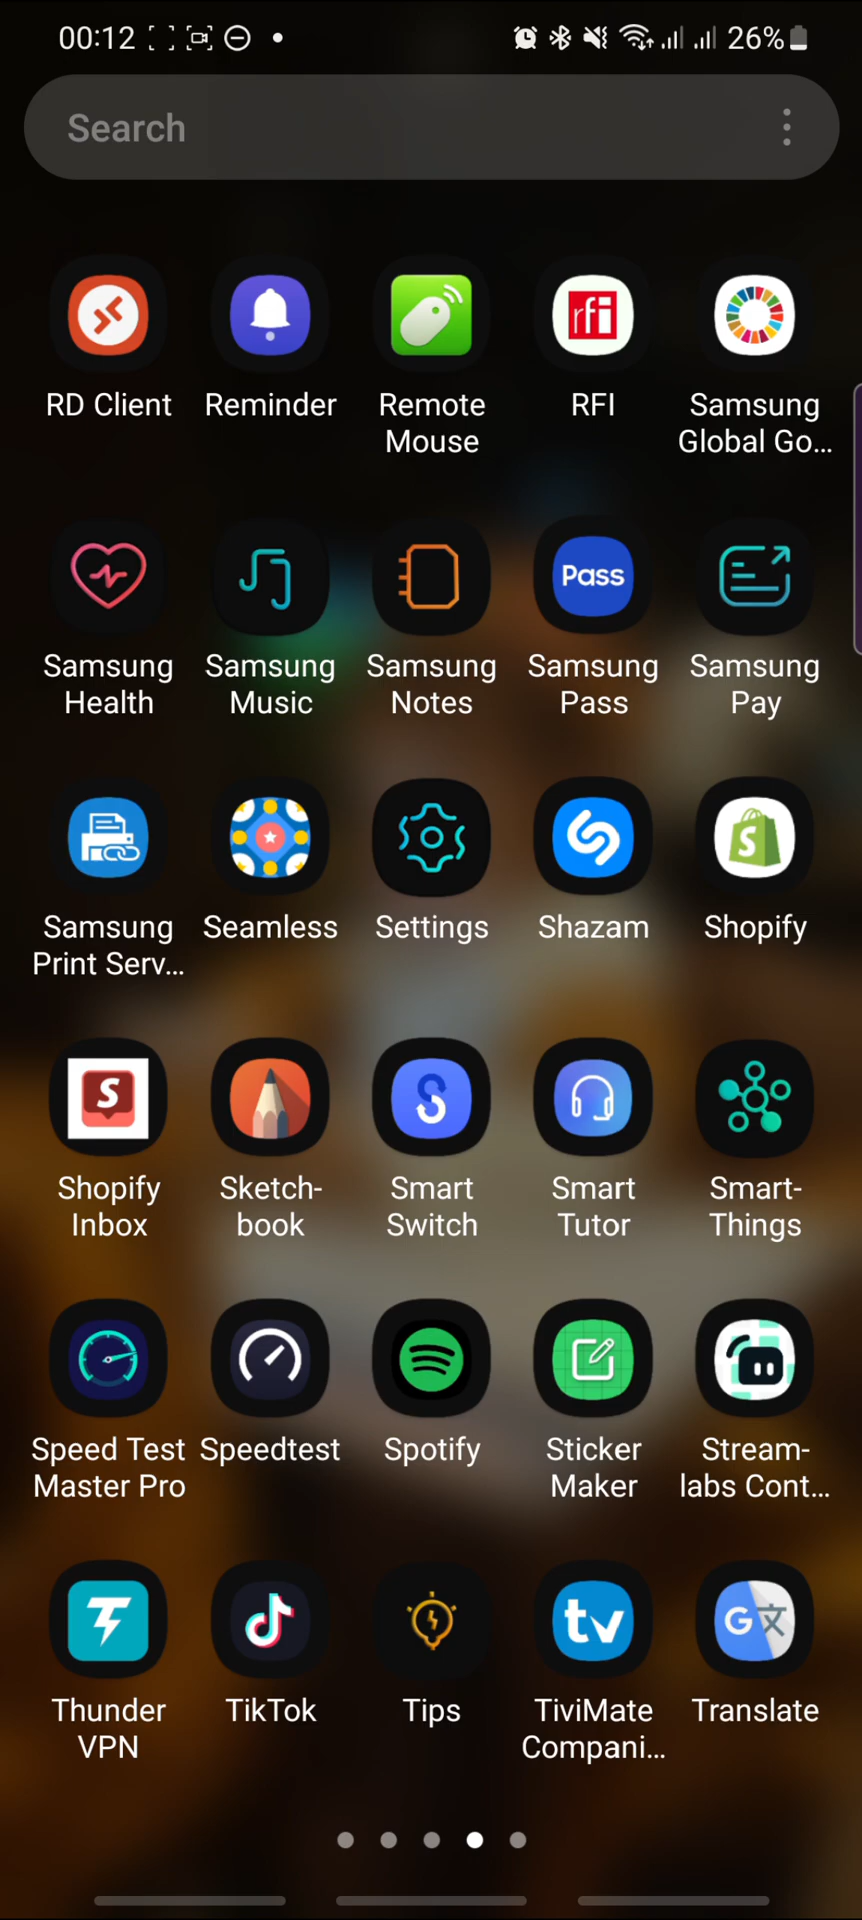 00:12
26%
Search
rfi
RD Client
Reminder
Remote
Mouse
RFI
Samsung
Global Go...
Pass
Samsung
Health
Samsung
Music
Samsung
Notes
Samsung
Pass
Samsung
Pay
S
Samsung
Print Serv...
Seamless
Settings
Shazam
Shopify
S
S
Shopify
Inbox
Sketch-
book
Smart
Switch
Smart
Tutor
Smart-
Things
Speed Test
Master Pro
Speedtest
Spotify
Sticker
Maker
Stream-
labs Cont...
tv
G文
Thunder
VPN
TikTok
Tips
TiviMate
Compani...
Translate